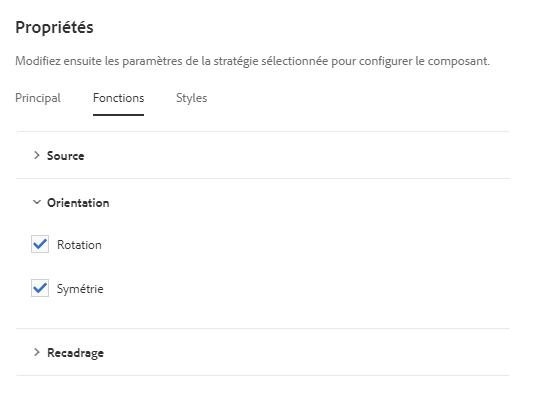 Propriétés
Modifiez ensuite les paramètres de la stratégie sélectionnée pour configurer le composant.
Principal Fonctions Styles
Source
Orientation
Rotation
Symétrie
Recadrage